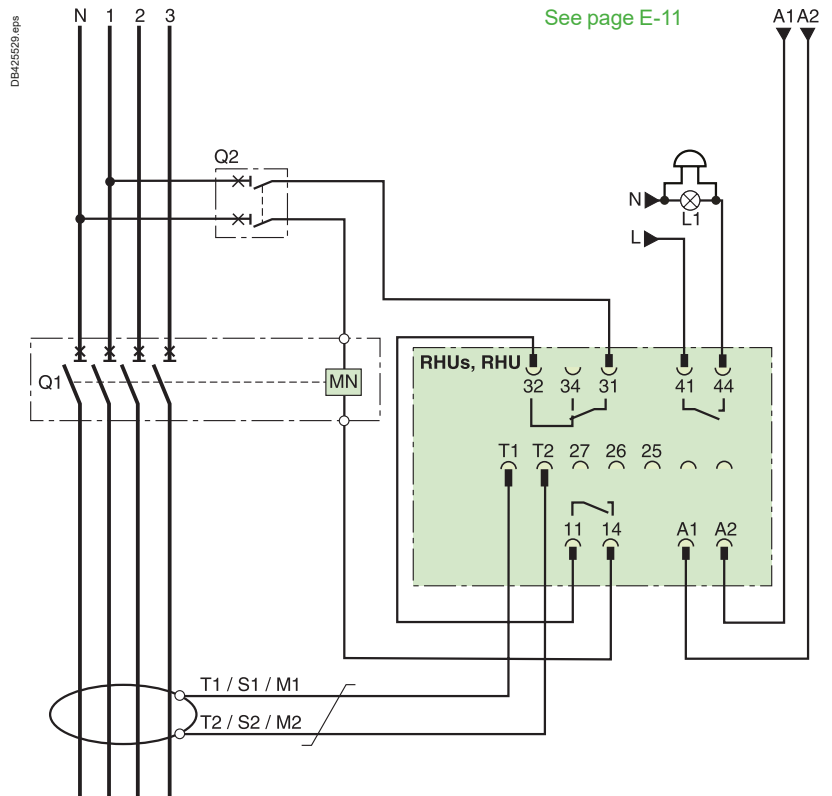 DB425529.eps
N 1 2 3
See page E-11
A1 A2
Q2
N
L1
L
RHUs, RHU
32 34 31 41 44
Q1
MN
T1 T2 27 26 25
11 14 A1 A2
T1 / S1 / M1
T2 / S2 / M2